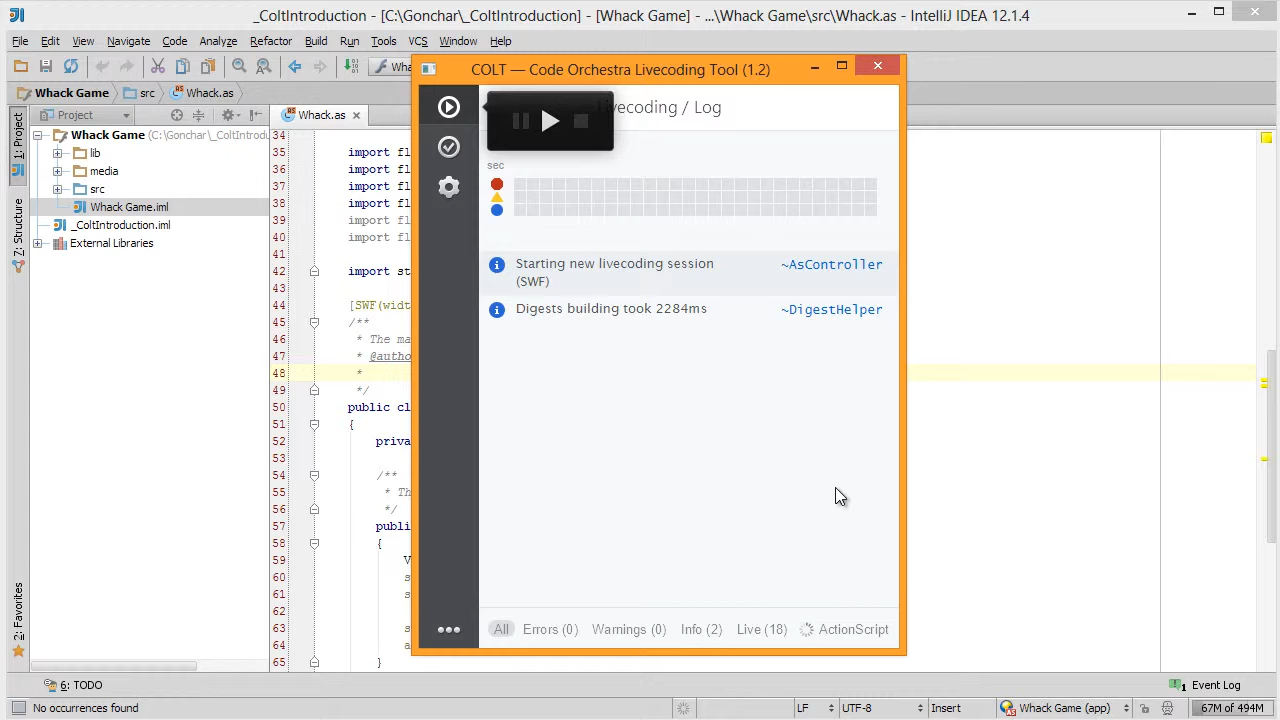 _ColtIntroduction - [C:\Gonchar\_ColtIntroduction] - [Whack Game] - ...\Whack Game\src\Whack.as - IntelliJ IDEA 12.1.4
File Edit View Navigate Code Analyze Refactor Build Run Tools VCS Window Help
COLT — Code Orchestra Livecoding Tool (1.2)
Wha
Whack Game src Whack.as
Livecoding / Log
1: Project
Project
Whack.as
Whack Game (C:\Gonchar\_ColtIntrodu
lib
media
src
Whack Game.iml
_ColtIntroduction.iml
External Libraries
Z: Structure
2: Favorites
34
35 import fl
36 import fl
37 import fl
38 import fl
39 import fl
40 import fl
41
42 import st
43
44 [SWF(widt
45 /**
46 * The ma
47 * @autho
48 *
49 */
50 public cl
51 {
52 priva
53
54 /**
55 * Th
56 */
57 publi
58 {
59 V
60 s
61 s
62
63 s
64 a
65 }
sec
Starting new livecoding session (SWF) ~AsController
Digests building took 2284ms ~DigestHelper
All Errors (0) Warnings (0) Info (2) Live (18) ActionScript
6: TODO
1 Event Log
No occurrences found
LF UTF-8 Insert Whack Game (app) 67M of 494M